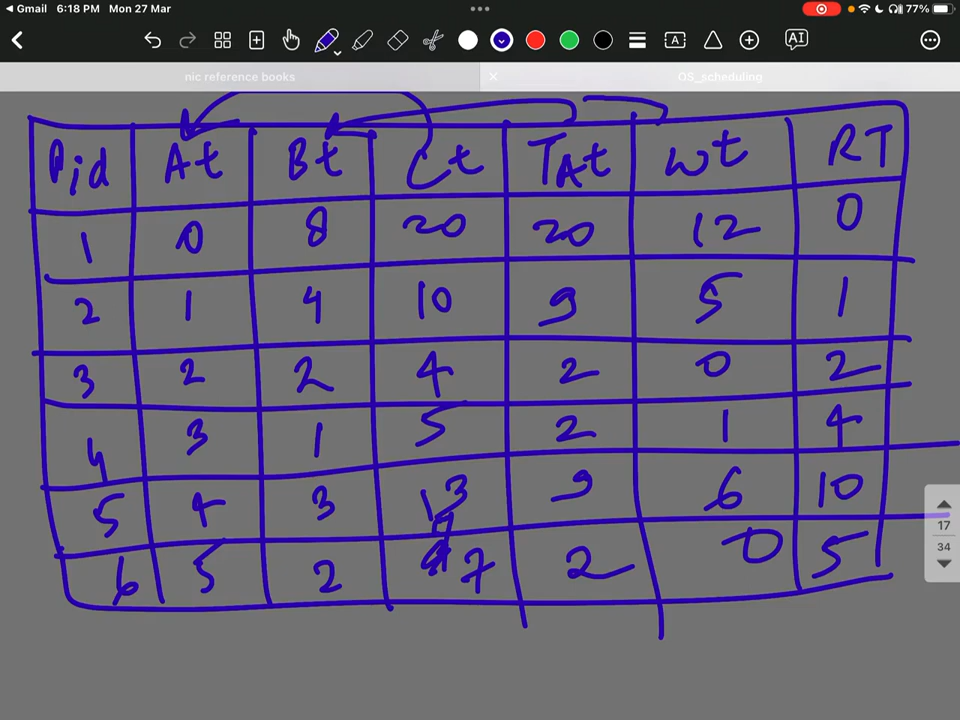 Gmail 6:18 PM Mon 27 Mar 77%
AI
nic reference books OS_scheduling
Pid At Bt Ct TAt Wt RT
1 0 8 20 20 12 0
2 1 4 10 9 5 1
3 2 2 4 2 0 2
4 3 1 5 2 1 4
5 4 3 13 9 6 10
6 5 2 7 2 0 5
17
34